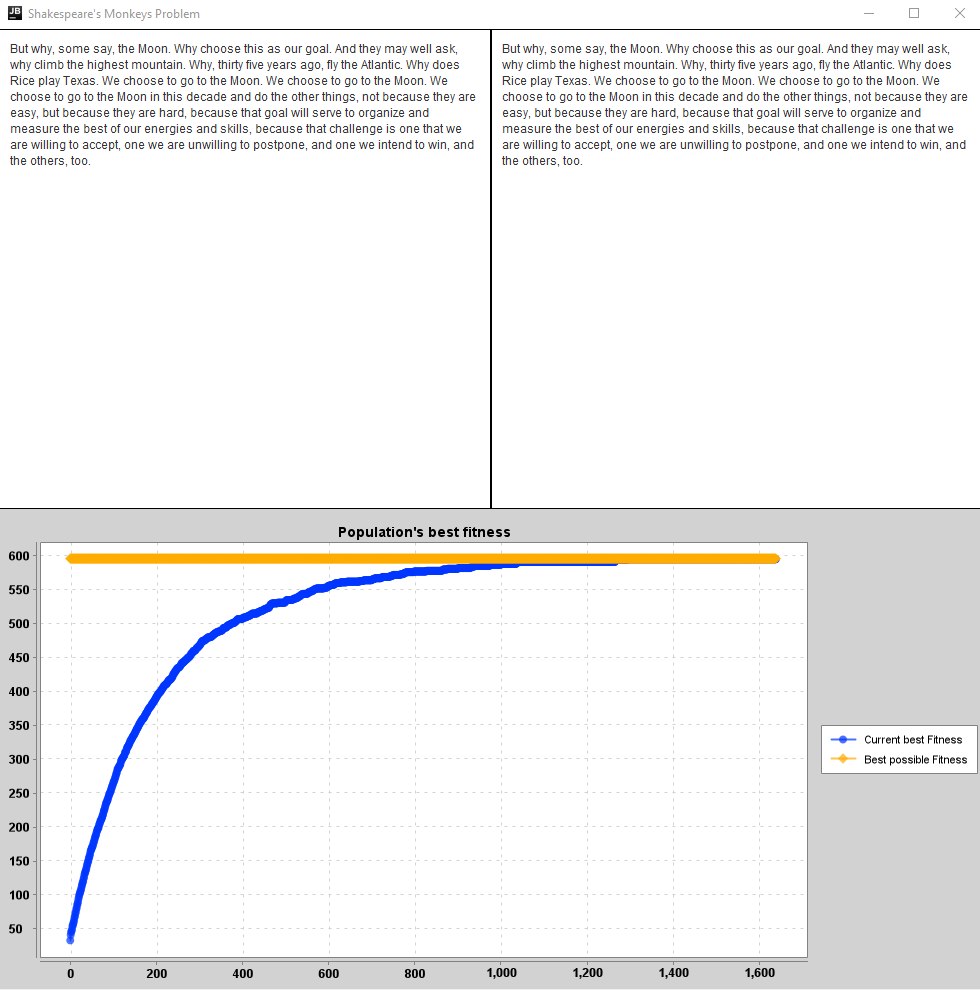 JB Shakespeare's Monkeys Problem
But why, some say, the Moon. Why choose this as our goal. And they may well ask,
why climb the highest mountain. Why, thirty five years ago, fly the Atlantic. Why does
Rice play Texas. We choose to go to the Moon. We choose to go to the Moon. We
choose to go to the Moon in this decade and do the other things, not because they are
easy, but because they are hard, because that goal will serve to organize and
measure the best of our energies and skills, because that challenge is one that we
are willing to accept, one we are unwilling to postpone, and one we intend to win, and
the others, too.
But why, some say, the Moon. Why choose this as our goal. And they may well ask,
why climb the highest mountain. Why, thirty five years ago, fly the Atlantic. Why does
Rice play Texas. We choose to go to the Moon. We choose to go to the Moon. We
choose to go to the Moon in this decade and do the other things, not because they are
easy, but because they are hard, because that goal will serve to organize and
measure the best of our energies and skills, because that challenge is one that we
are willing to accept, one we are unwilling to postpone, and one we intend to win, and
the others, too.
Population's best fitness
600
550
500
450
400
350
300
250
200
150
100
50
0 200 400 600 800 1,000 1,200 1,400 1,600
Current best Fitness
Best possible Fitness